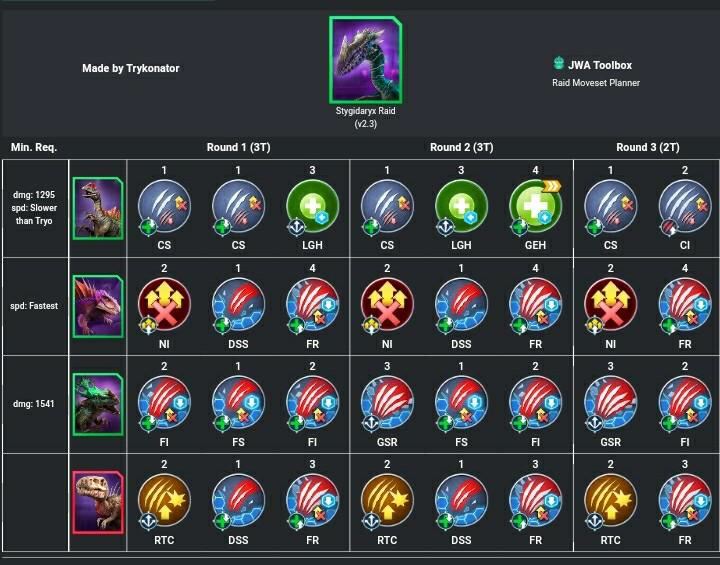 Made by Trykonator
Stygidaryx Raid
(v2.3)
JWA Toolbox
Raid Moveset Planner
Min. Req.
Round 1 (3T)
Round 2 (3T)
Round 3 (2T)
dmg: 1295
spd: Slower
than Tryo
1 1 3 1 3 4 1 2
CS CS LGH CS LGH GEH CS CI
spd: Fastest
2 1 4 2 1 4 2 4
NI DSS FR NI DSS FR NI FR
dmg: 1541
2 1 2 3 1 2 3 2
FI FS FI GSR FS FI GSR FI
2 1 3 2 1 3 2 3
RTC DSS FR RTC DSS FR RTC FR